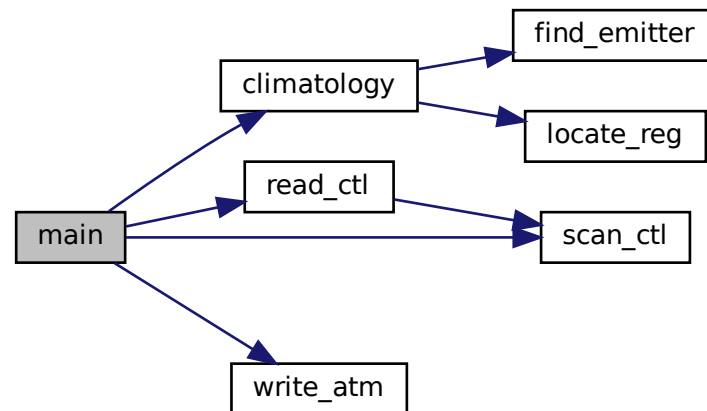 find_emitter
climatology
locate_reg
read_ctl
main
scan_ctl
write_atm